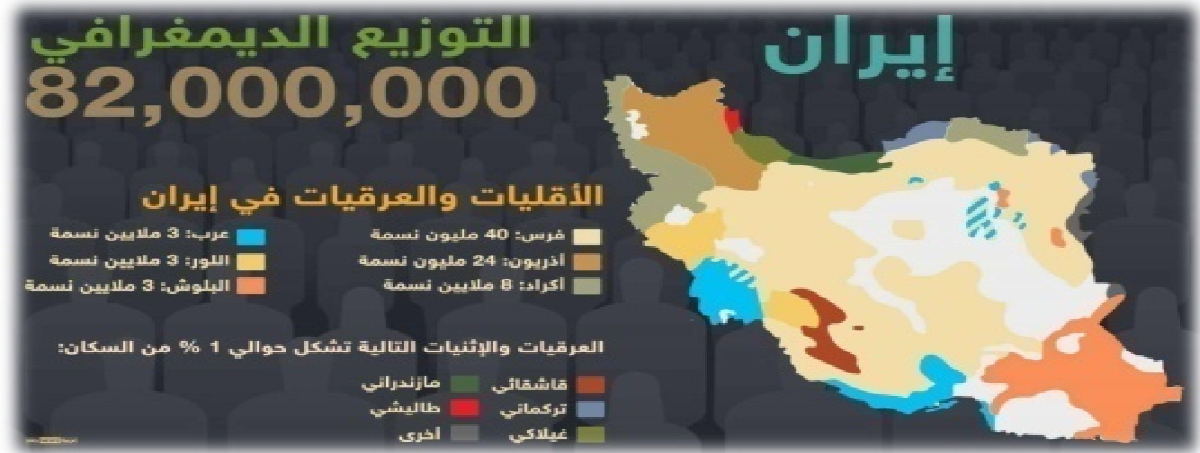 إيران
التوزيع الديمغرافي
82,000,000
الأقليات والعرقيات في إيران
فرس: 40 مليون نسمة
أذريون: 24 مليون نسمة
أكراد: 8 ملايين نسمة
عرب: 3 ملايين نسمة
اللور: 3 ملايين نسمة
البلوش: 3 ملايين نسمة
العرقيات والإثنيات التالية تشكل حوالي 1 % من السكان:
قاشقائي
تركماني
غيلاكي
مازندراني
طاليشي
أخرى